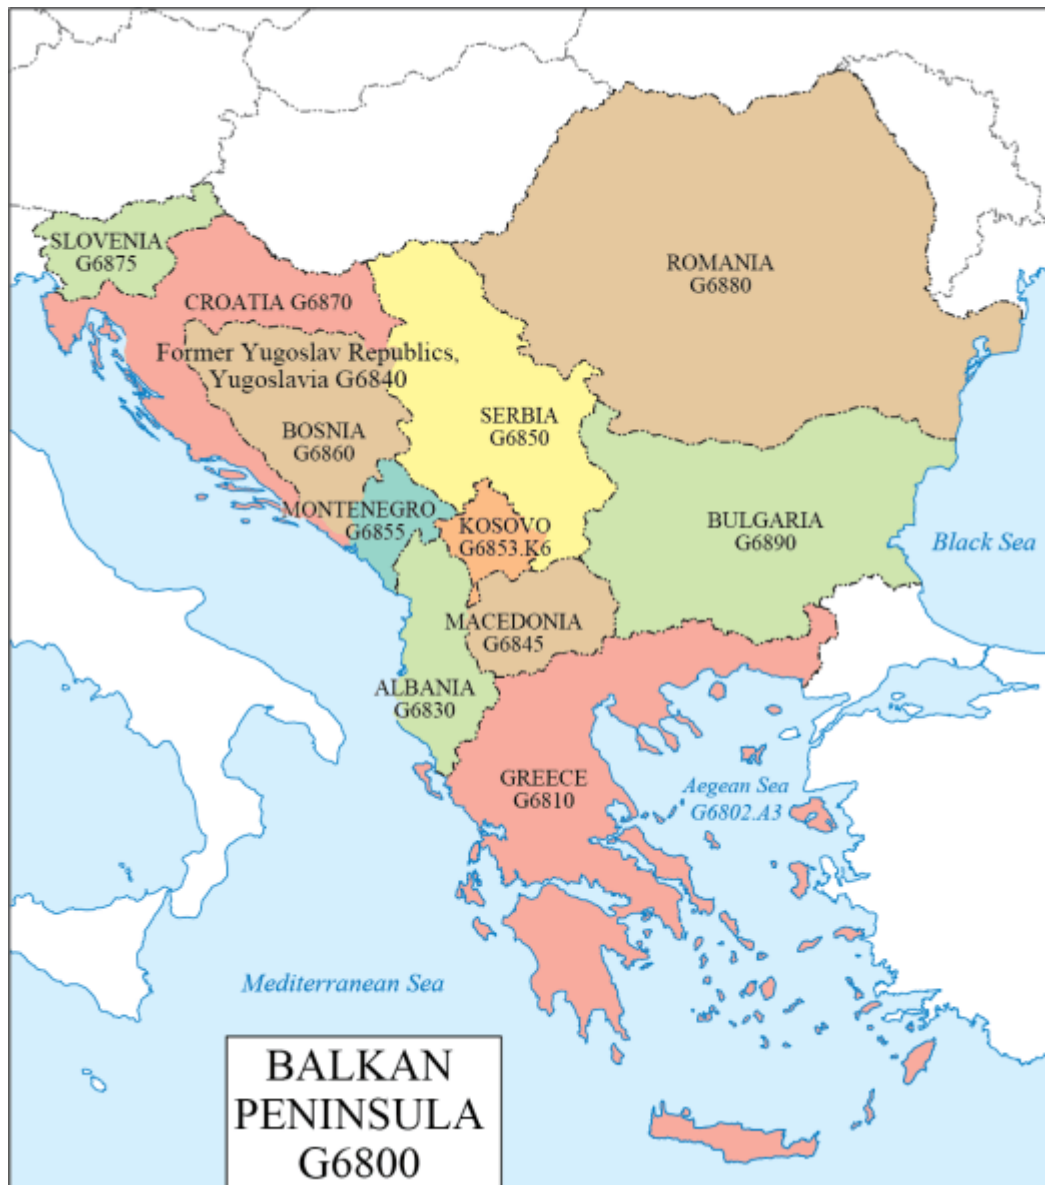 SLOVENIA
G6875
CROATIA G6870
ROMANIA
G6880
Former Yugoslav Republics,
Yugoslavia G6840
SERBIA
G6850
BOSNIA
G6860
MONTENEGRO
G6855
KOSOVO
G6853.K6
BULGARIA
G6890
Black Sea
MACEDONIA
G6845
ALBANIA
G6830
GREECE
G6810
Aegean Sea
G6802.A3
Mediterranean Sea
BALKAN
PENINSULA
G6800